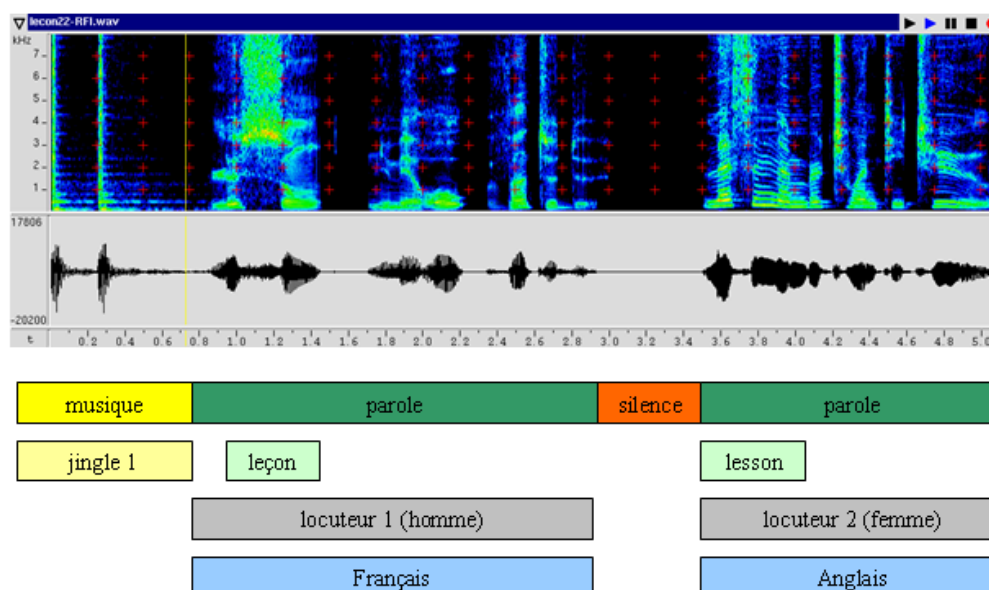 lecon22-RFI.wav
kHz
7
6
5
4
3
2
1
17806
-20200
t 0.2 0.4 0.6 0.8 1.0 1.2 1.4 1.6 1.8 2.0 2.2 2.4 2.6 2.8 3.0 3.2 3.4 3.6 3.8 4.0 4.2 4.4 4.6 4.8 5.0
musique parole silence parole
jingle 1 leçon lesson
locuteur 1 (homme) locuteur 2 (femme)
Français Anglais